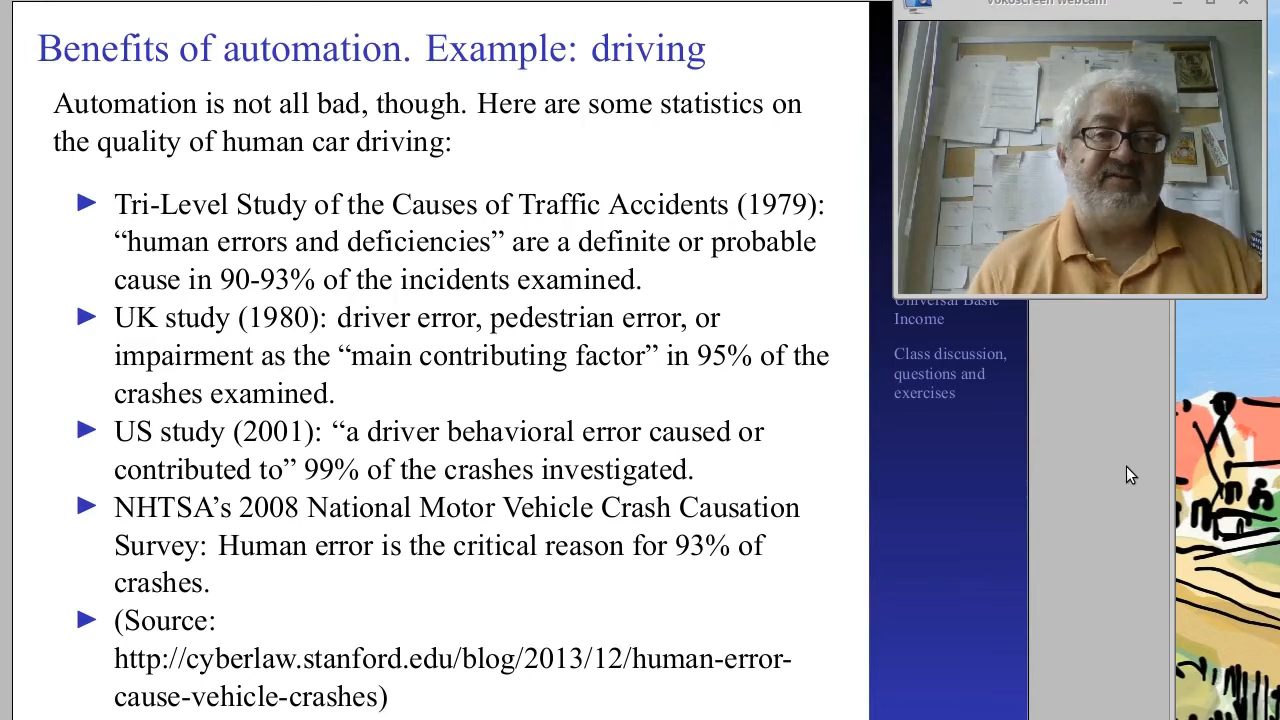 Benefits of automation. Example: driving
Automation is not all bad, though. Here are some statistics on
the quality of human car driving:
Tri-Level Study of the Causes of Traffic Accidents (1979):
“human errors and deficiencies” are a definite or probable
cause in 90-93% of the incidents examined.
UK study (1980): driver error, pedestrian error, or
impairment as the “main contributing factor” in 95% of the
crashes examined.
US study (2001): “a driver behavioral error caused or
contributed to” 99% of the crashes investigated.
NHTSA’s 2008 National Motor Vehicle Crash Causation
Survey: Human error is the critical reason for 93% of
crashes.
(Source:
http://cyberlaw.stanford.edu/blog/2013/12/human-error-
cause-vehicle-crashes)
vokoscreen webcam
Universal Basic
Income
Class discussion,
questions and
exercises